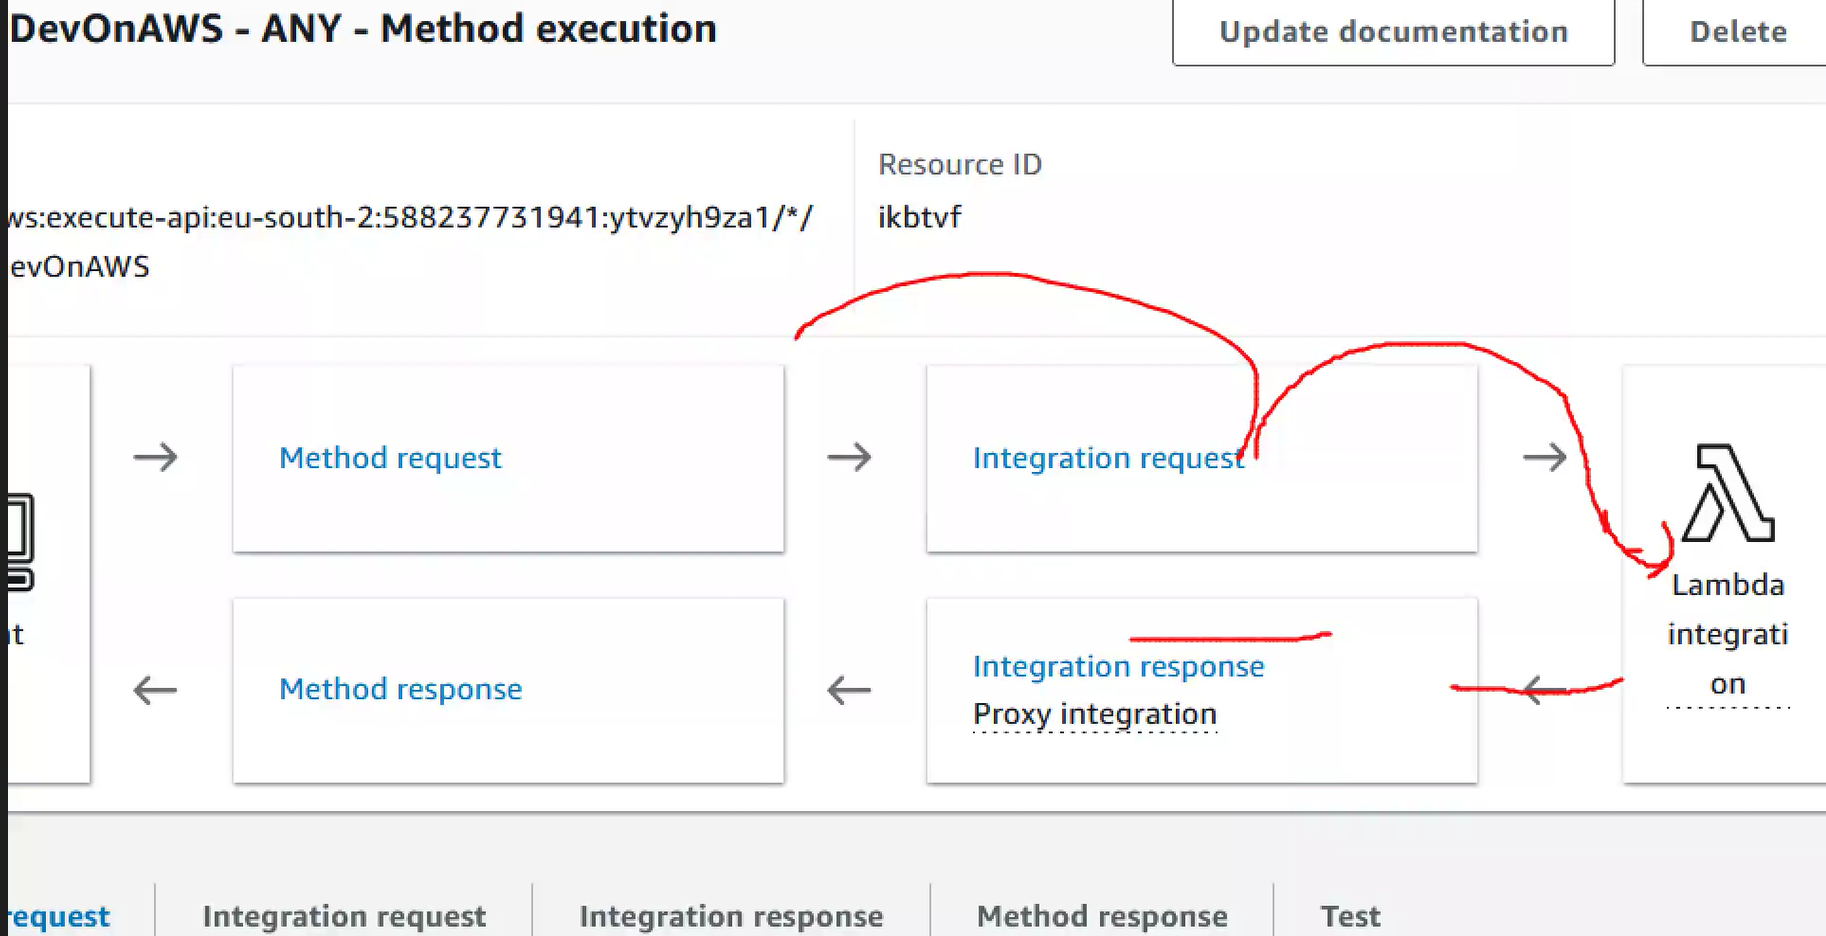 DevOnAWS - ANY - Method execution
Update documentation
Delete
ws:execute-api:eu-south-2:588237731941:ytvzyh9za1/*/
evOnAWS
Resource ID
ikbtvf
Method request
Integration request
Lambda
integrati
on
Method response
Integration response
Proxy integration
request
Integration request
Integration response
Method response
Test